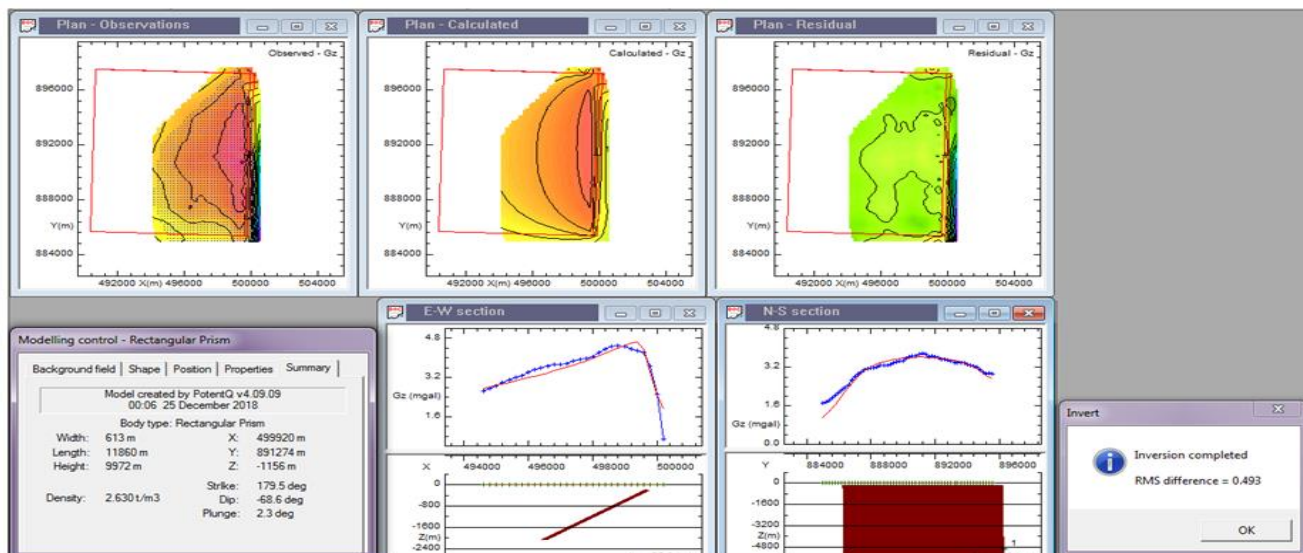 Plan - Observations
Observed - Gz
896000
892000
888000
Y(m)
884000
492000 X(m) 496000 500000 504000
Plan - Calculated
Calculated - Gz
896000
892000
888000
Y(m)
884000
492000 X(m) 496000 500000 504000
Plan - Residual
Residual - Gz
896000
892000
888000
Y(m)
884000
492000 X(m) 496000 500000 504000
Modelling control - Rectangular Prism
Background field Shape Position Properties Summary
Model created by PotentQ v4.09.09
00:06 25 December 2018
Body type: Rectangular Prism
Width: 613 m X: 499920 m
Length: 11860 m Y: 891274 m
Height: 9972 m Z: -1156 m
Strike: 179.5 deg
Density: 2.630 t/m3 Dip: -68.6 deg
Plunge: 2.3 deg
E-W section
4.8
3.2
Gz (mgal)
1.6
X 494000 496000 498000 500000
0
-800
-1600
Z(m)
-2400
N-S section
4.8
3.2
1.6
Gz (mgal)
0.0
Y 884000 888000 892000 896000
0
-1600
-3200
Z(m)
-4800
1
Invert
Inversion completed
RMS difference = 0.493
OK